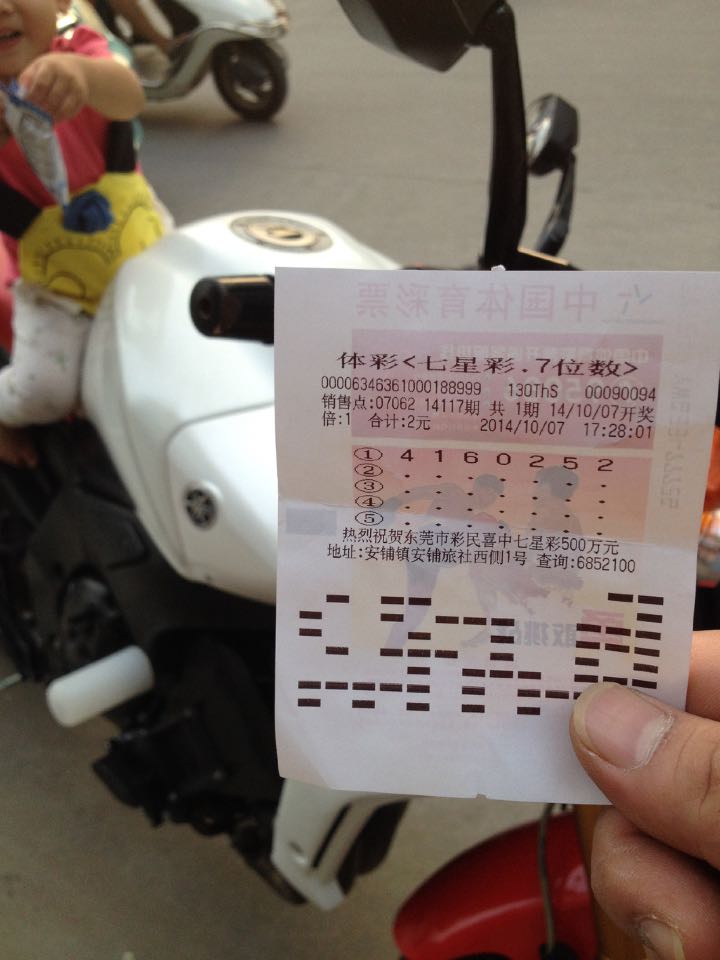 中国体育彩票
体彩<七星彩.7位数>
00006346361000188999 130ThS 00090094
销售点:07062 14117期 共 1期 14/10/07开奖
倍:1 合计:2元 2014/10/07 17:28:01
① 4 1 6 0 2 5 2
② · · · · · · ·
③ · · · · · · ·
④ · · · · · · ·
⑤ · · · · · · ·
热烈祝贺东莞市彩民喜中七星彩500万元
地址:安铺镇安铺旅社西侧1号 查询:6852100